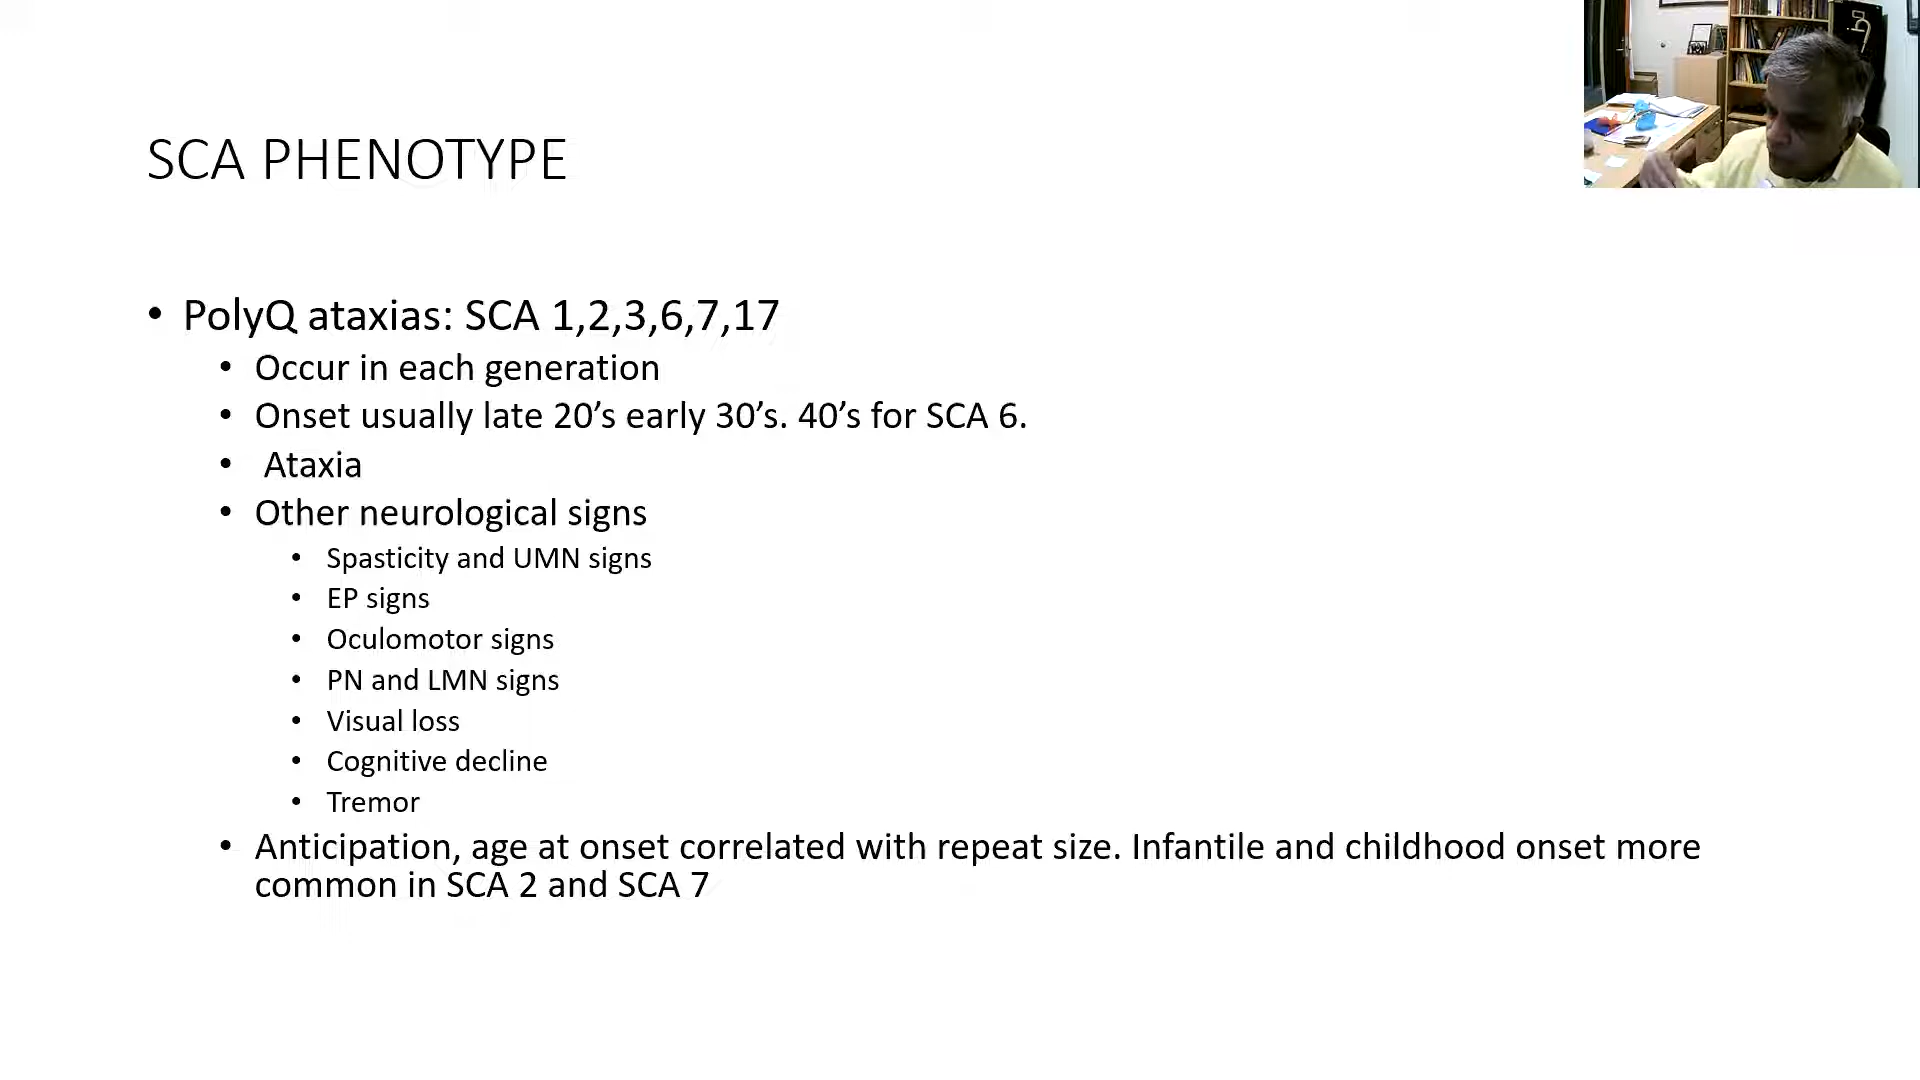 SCA PHENOTYPE
• PolyQ ataxias: SCA 1,2,3,6,7,17
• Occur in each generation
• Onset usually late 20’s early 30’s. 40’s for SCA 6.
• Ataxia
• Other neurological signs
• Spasticity and UMN signs
• EP signs
• Oculomotor signs
• PN and LMN signs
• Visual loss
• Cognitive decline
• Tremor
• Anticipation, age at onset correlated with repeat size. Infantile and childhood onset more
common in SCA 2 and SCA 7